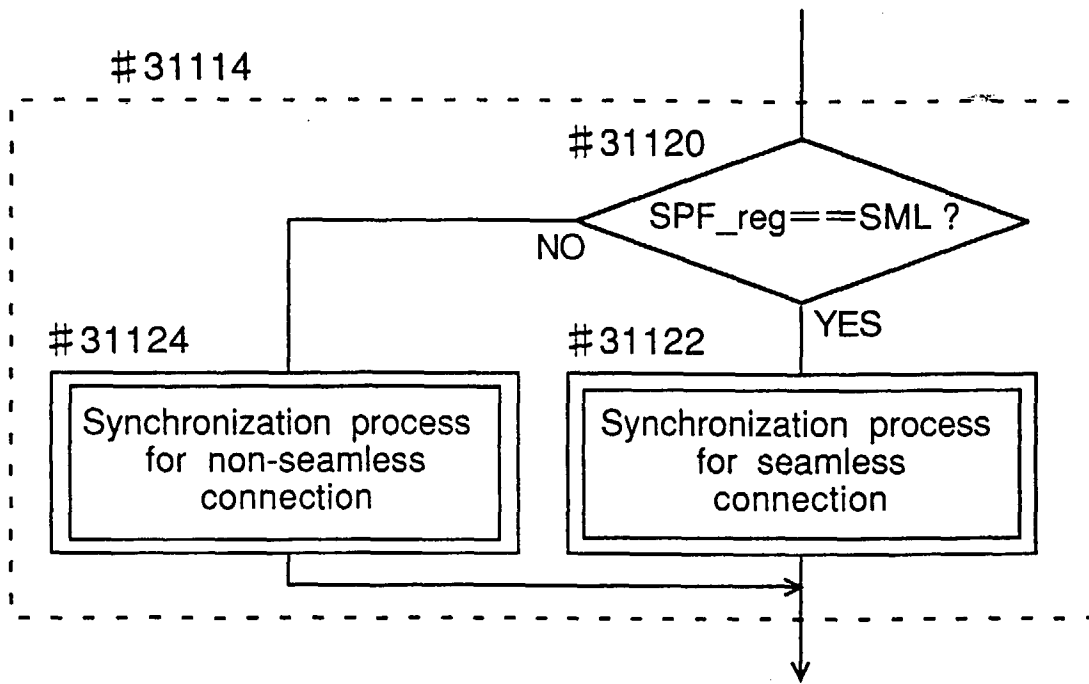 #31114
#31120
SPF_reg==SML ?
NO
YES
#31124
#31122
Synchronization process
for non-seamless
connection
Synchronization process
for seamless
connection